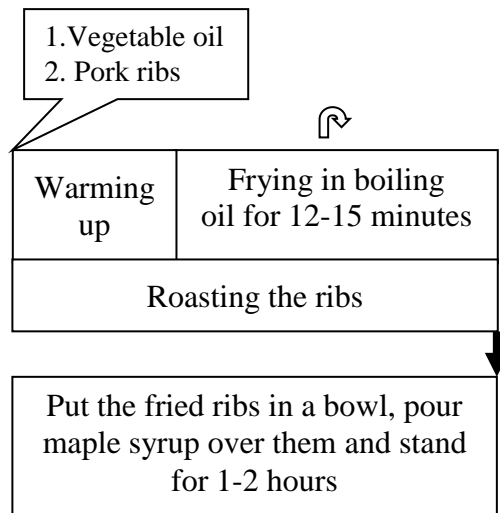 1.Vegetable oil
2. Pork ribs
Warming
up
Frying in boiling
oil for 12-15 minutes
Roasting the ribs
Put the fried ribs in a bowl, pour
maple syrup over them and stand
for 1-2 hours